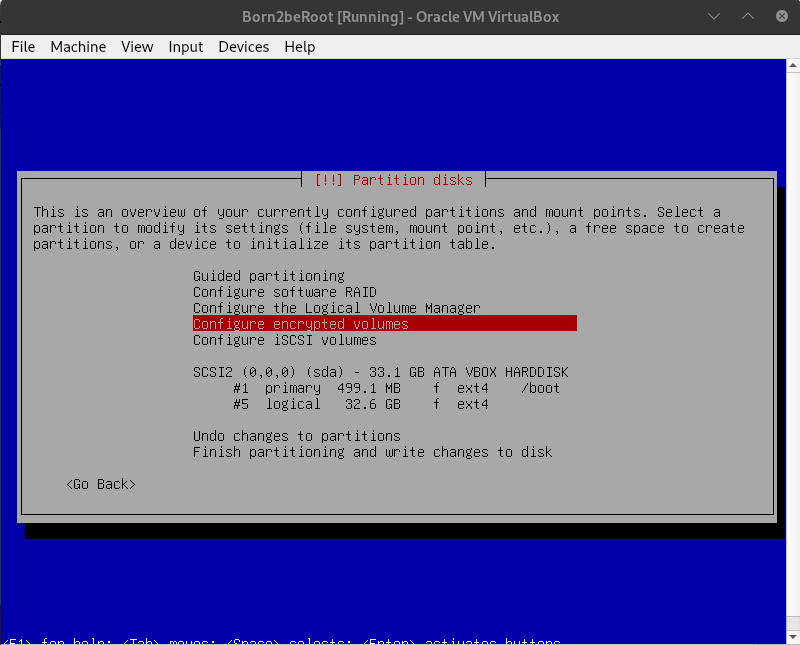 Born2beRoot [Running] - Oracle VM VirtualBox
File Machine View Input Devices Help
[!!] Partition disks
This is an overview of your currently configured partitions and mount points. Select a
partition to modify its settings (file system, mount point, etc.), a free space to create
partitions, or a device to initialize its partition table.
Guided partitioning
Configure software RAID
Configure the Logical Volume Manager
Configure encrypted volumes
Configure iSCSI volumes
SCSI2 (0,0,0) (sda) - 33.1 GB ATA VBOX HARDDISK
#1 primary 499.1 MB f ext4 /boot
#5 logical 32.6 GB f ext4
Undo changes to partitions
Finish partitioning and write changes to disk
<Go Back>
<F1> for help; <Tab> moves; <Space> selects; <Enter> activates buttons